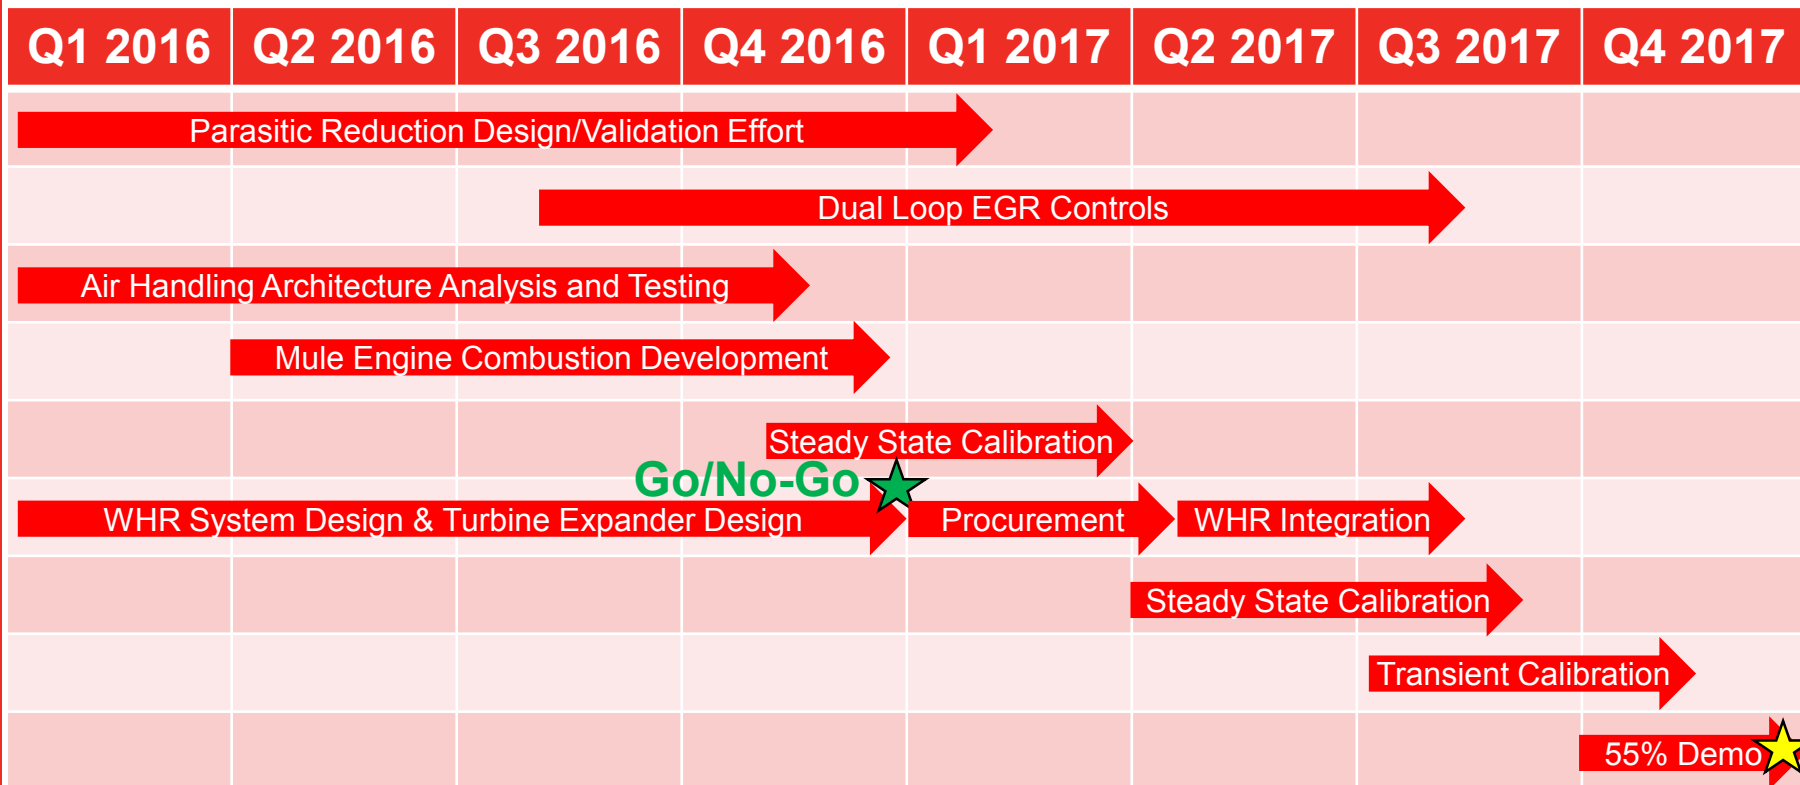 Q1 2016 Q2 2016 Q3 2016 Q4 2016 Q1 2017 Q2 2017 Q3 2017 Q4 2017
Parasitic Reduction Design/Validation Effort
Dual Loop EGR Controls
Air Handling Architecture Analysis and Testing
Mule Engine Combustion Development
Steady State Calibration
Go/No-Go
WHR System Design & Turbine Expander Design Procurement WHR Integration
Steady State Calibration
Transient Calibration
55% Demo